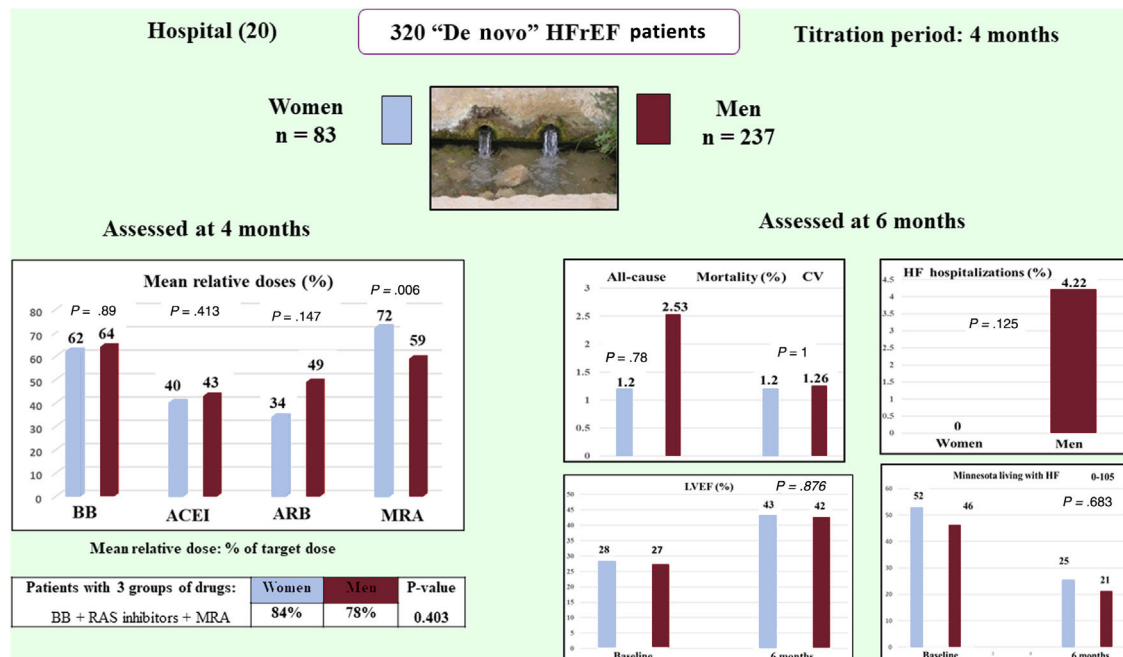 Hospital (20)
320 “De novo” HFrEF patients
Titration period: 4 months
Women
n = 83
Men
n = 237
Assessed at 4 months
Mean relative doses (%)
P = .89
P = .413
P = .147
P = .006
80
70
60
50
40
30
20
10
0
62
64
40
43
34
49
72
59
BB
ACEI
ARB
MRA
Mean relative dose: % of target dose
Patients with 3 groups of drugs: Women Men P-value
BB + RAS inhibitors + MRA 84% 78% 0.403
Assessed at 6 months
All-cause Mortality (%) CV
3
2.5
2
1.5
1
0.5
0
P = .78
P = 1
1.2
2.53
1.2
1.26
HF hospitalizations (%)
4.5
4
3.5
3
2.5
2
1.5
1
0.5
0
P = .125
0
4.22
Women
Men
LVEF (%)
P = .876
50
45
40
35
30
25
20
15
10
5
0
28
27
43
42
Baseline
6 months
Minnesota living with HF 0-105
P = .683
60
50
40
30
20
10
0
52
46
25
21
Baseline
6 months